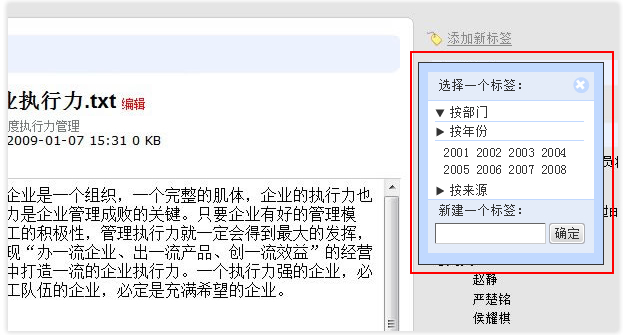 添加新标签
业执行力.txt 编辑
度执行力管理
2009-01-07 15:31 0 KB
企业是一个组织，一个完整的肌体，企业的执行力也
力是企业管理成败的关键。只要企业有好的管理模
工的积极性，管理执行力就一定会得到最大的发挥，
现“办一流企业、出一流产品、创一流效益”的经营
中打造一流的企业执行力。一个执行力强的企业，必
工队伍的企业，必定是充满希望的企业。
选择一个标签：
▼ 按部门
▶ 按年份
2001 2002 2003 2004
2005 2006 2007 2008
▶ 按来源
新建一个标签：
确定
赵静
严楚铭
侯耀棋